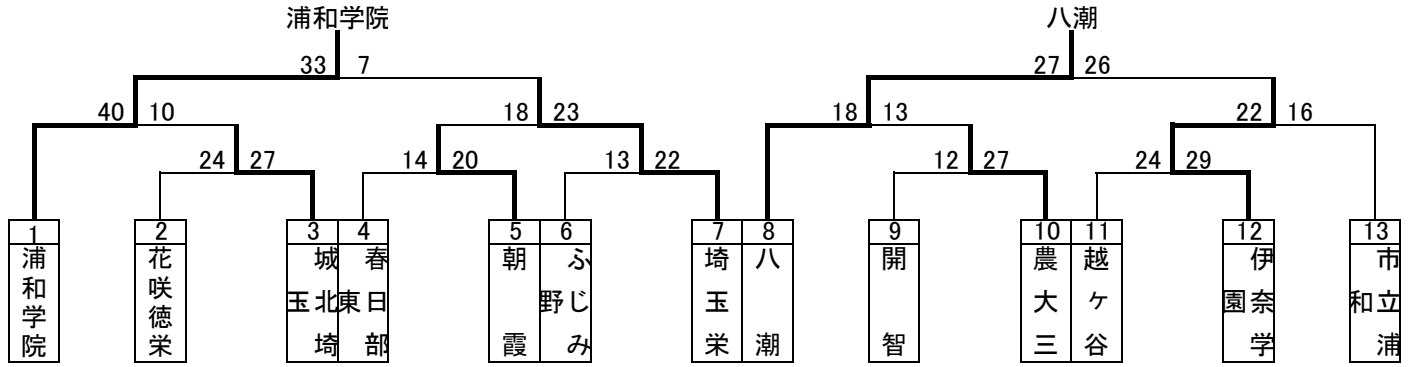 浦和学院 八潮
33 7 27 26
40 10 18 23 18 13 22 16
24 27 14 20 13 22 12 27 24 29
1 2 3 4 5 6 7 8 9 10 11 12 13
浦和学院
花咲徳栄
城北埼玉
春日部東
朝霞
ふじみ野
埼玉栄
八潮
開智
農大三
越ヶ谷
伊奈学園
市立浦和